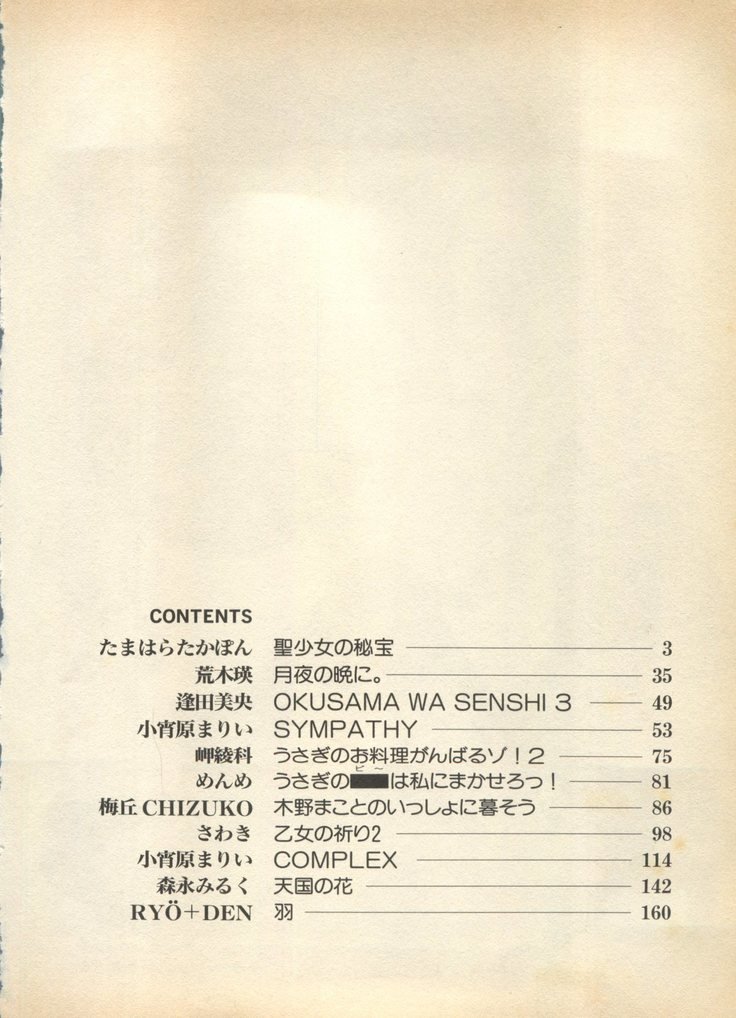 CONTENTS
たまはらたかぽん 聖少女の秘宝 3
荒木瑛 月夜の晩に。 35
逢田美央 OKUSAMA WA SENSHI 3 49
小宵原まりい SYMPATHY 53
岬綾科 うさぎのお料理がんばるゾ！2 75
ピ〜
めんめ うさぎの■■は私にまかせろっ！ 81
梅丘CHIZUKO 木野まことのいっしょに暮そう 86
さわき 乙女の祈り2 98
小宵原まりい COMPLEX 114
森永みるく 天国の花 142
RYÖ+DEN 羽 160